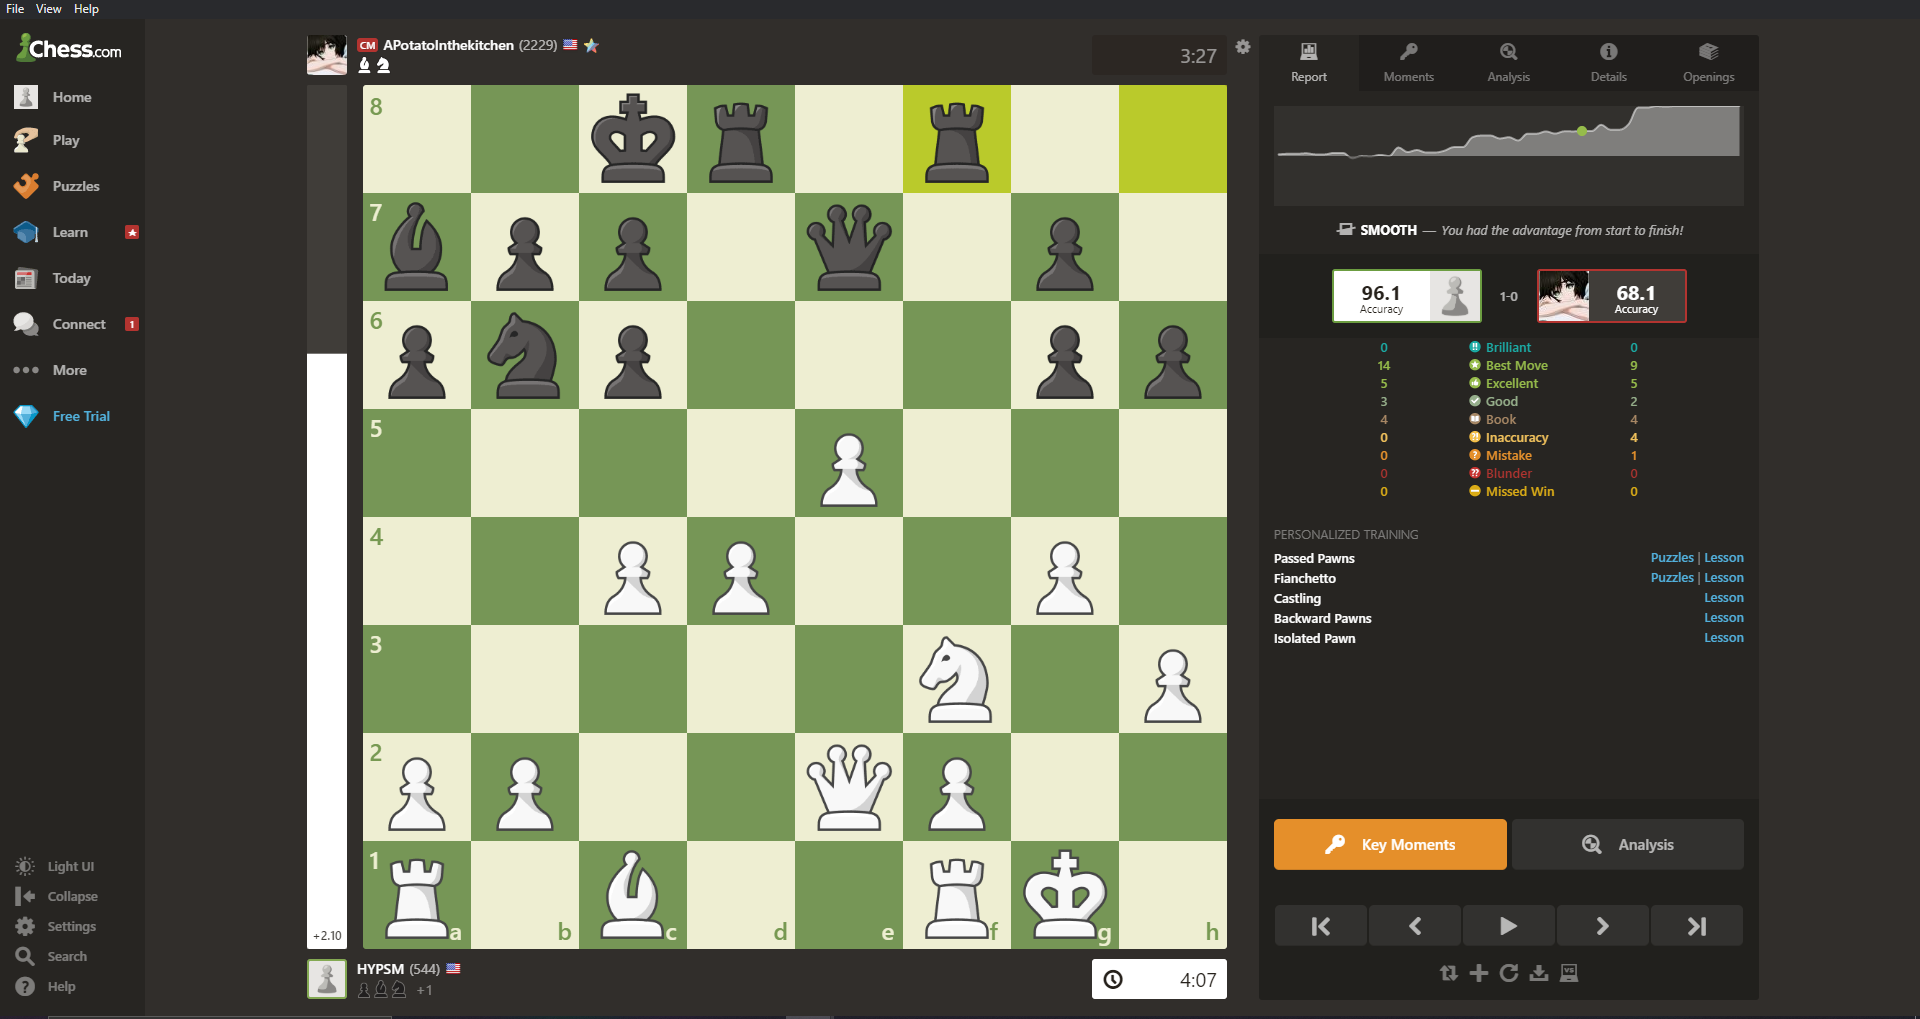 File View Help
Chess.com
Home
Play
Puzzles
Learn
Today
Connect 1
More
Free Trial
Light UI
Collapse
Settings
Search
Help
CM APotatoInthekitchen (2229)
3:27
8
7
6
5
4
3
2
1
a b c d e f g h
+2.10
HYPSM (544)
+1
4:07
Report Moments Analysis Details Openings
SMOOTH — You had the advantage from start to finish!
96.1 Accuracy 1-0 68.1 Accuracy
0 !! Brilliant 0
14 Best Move 9
5 Excellent 5
3 Good 2
4 Book 4
0 ?! Inaccuracy 4
0 ? Mistake 1
0 ?? Blunder 0
0 Missed Win 0
PERSONALIZED TRAINING
Passed Pawns Puzzles | Lesson
Fianchetto Puzzles | Lesson
Castling Lesson
Backward Pawns Lesson
Isolated Pawn Lesson
Key Moments Analysis
VS